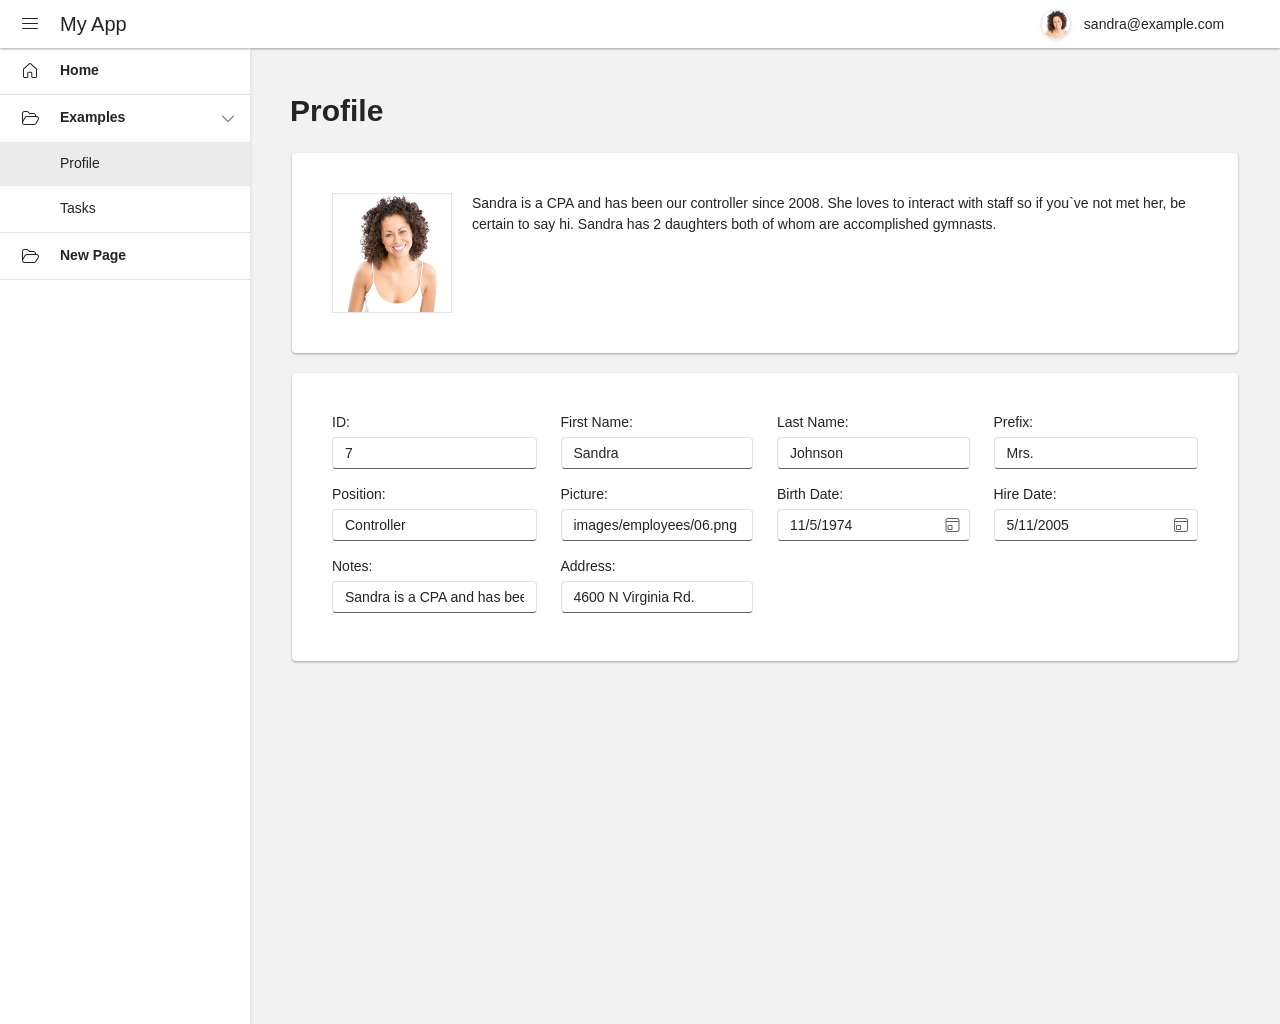 My App
sandra@example.com
Home
Examples
Profile
Tasks
New Page
Profile
Sandra is a CPA and has been our controller since 2008. She loves to interact with staff so if you`ve not met her, be
certain to say hi. Sandra has 2 daughters both of whom are accomplished gymnasts.
ID: First Name: Last Name: Prefix:
7 Sandra Johnson Mrs.
Position: Picture: Birth Date: Hire Date:
Controller images/employees/06.png 11/5/1974 5/11/2005
Notes: Address:
Sandra is a CPA and has bee 4600 N Virginia Rd.